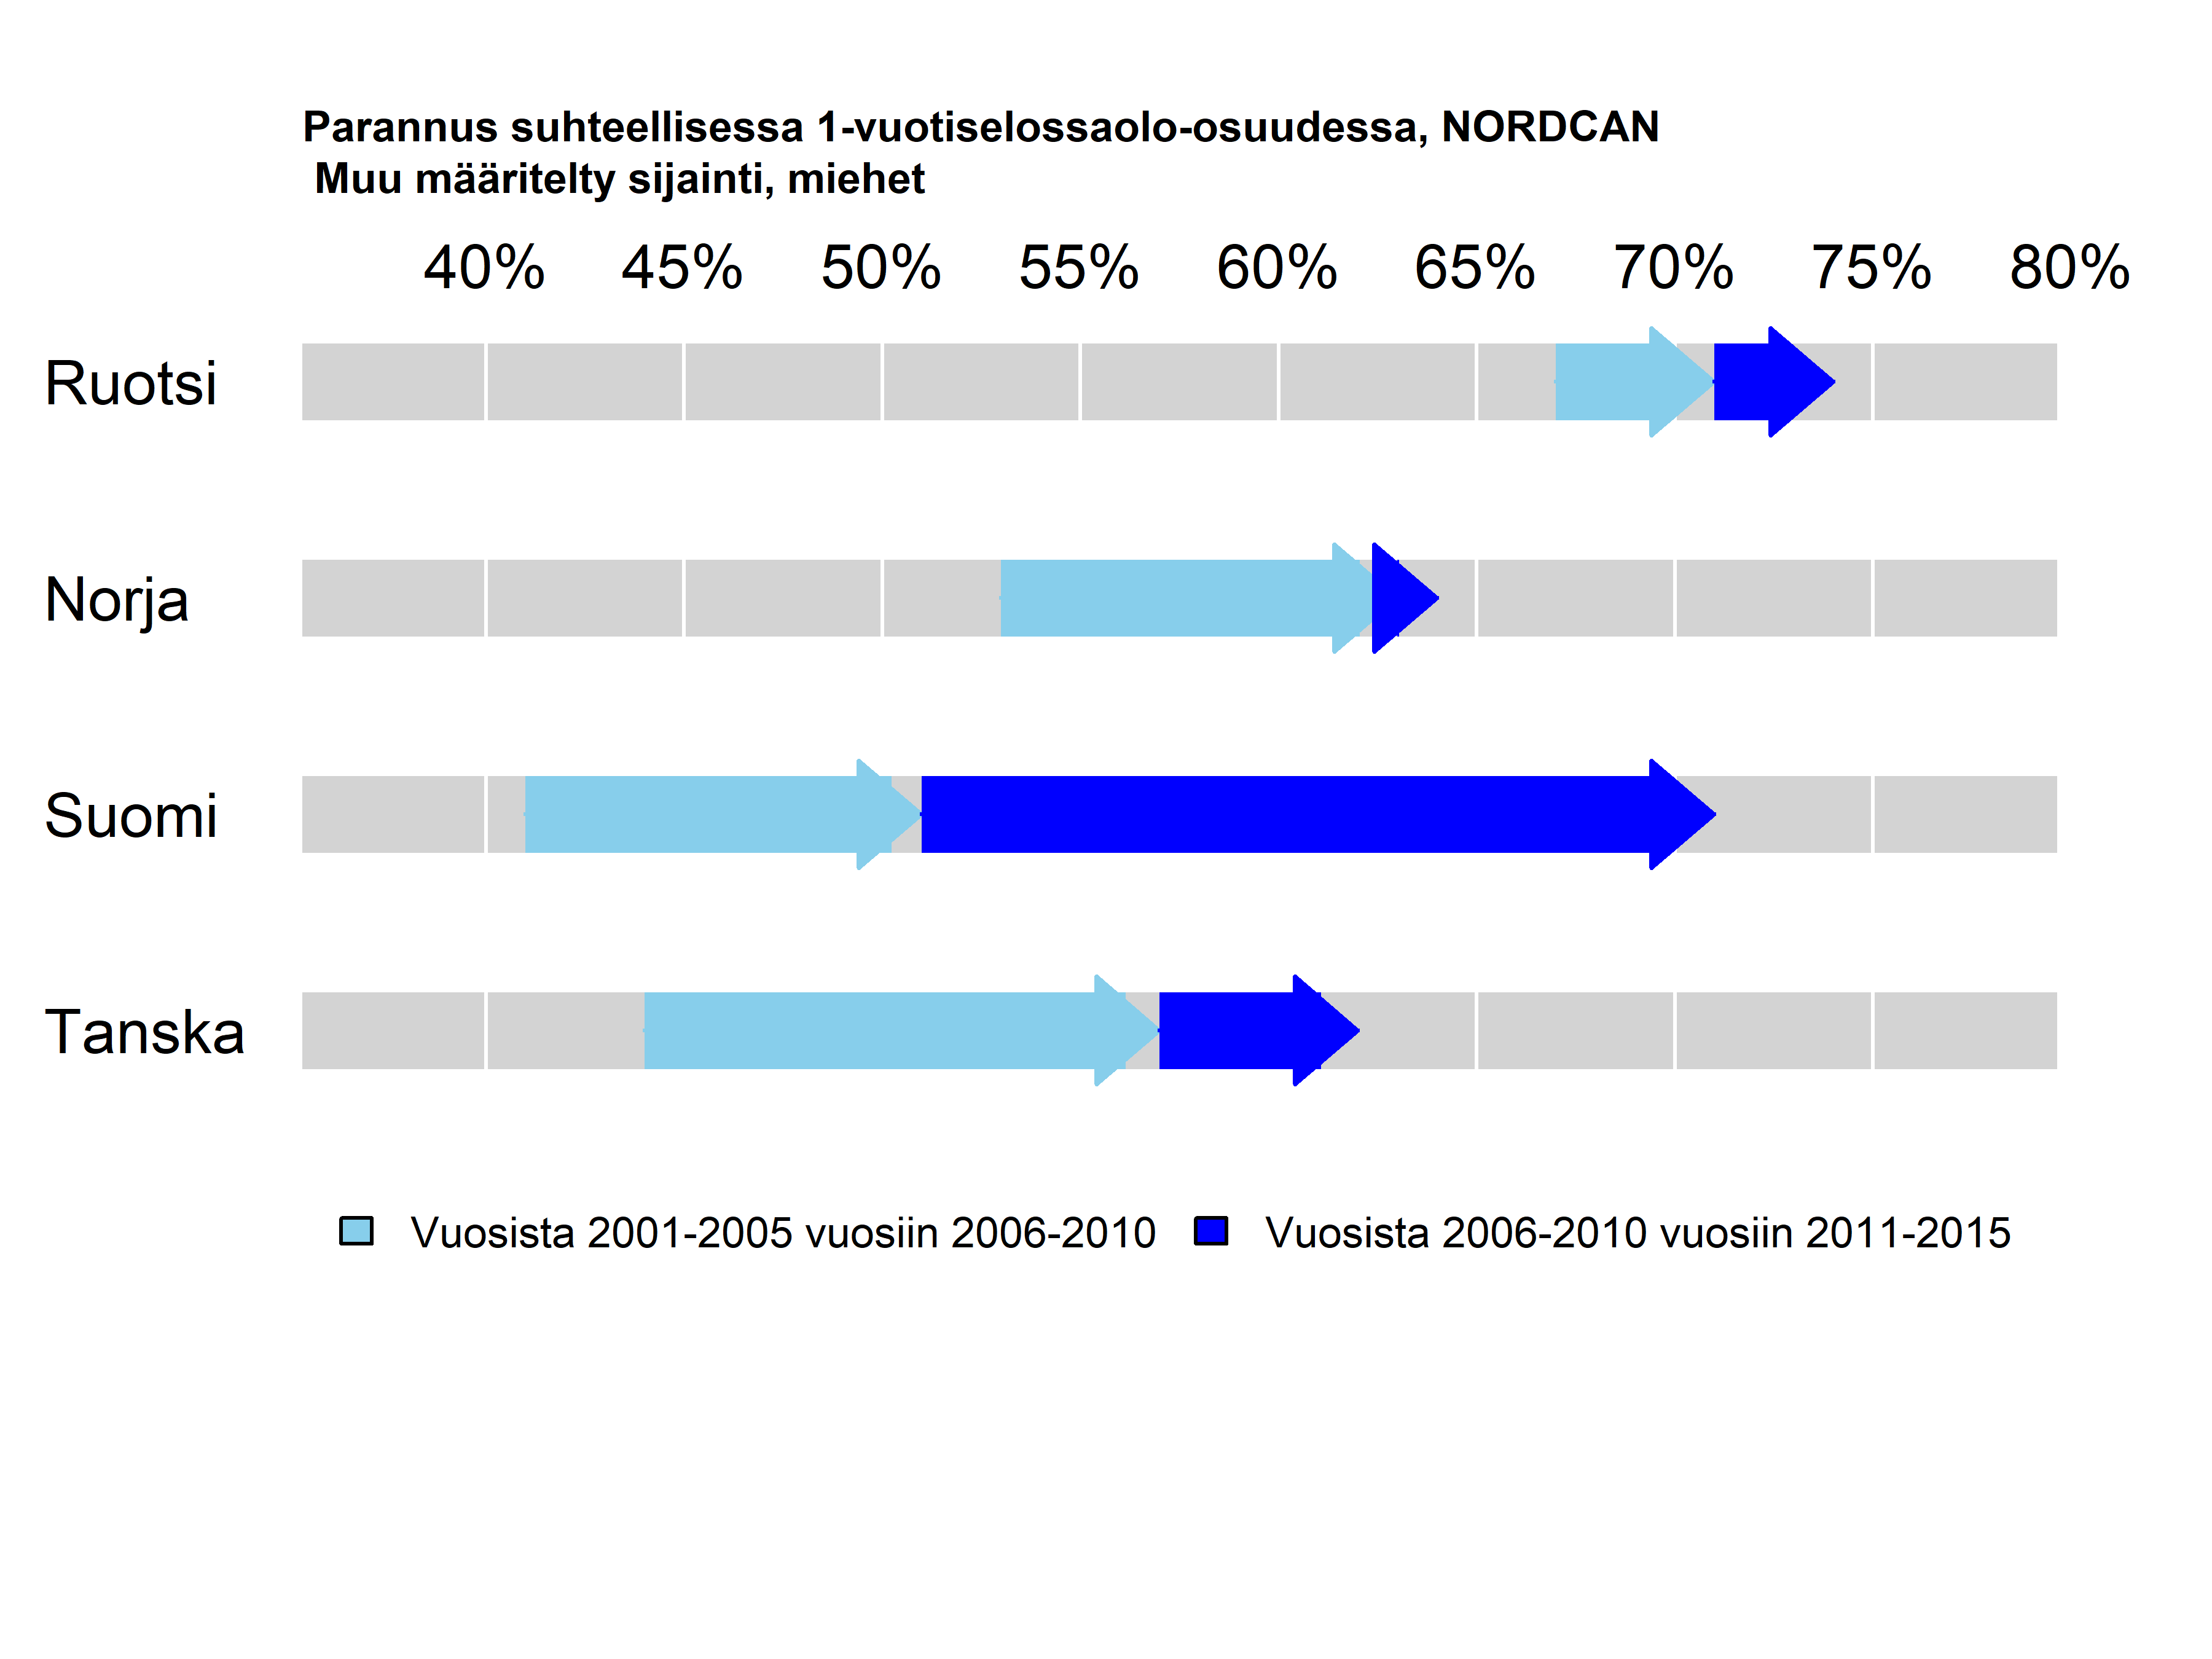 Parannus suhteellisessa 1-vuotiselossaolo-osuudessa, NORDCAN
Muu määritelty sijainti, miehet
40% 45% 50% 55% 60% 65% 70% 75% 80%
Ruotsi
Norja
Suomi
Tanska
Vuosista 2001-2005 vuosiin 2006-2010 Vuosista 2006-2010 vuosiin 2011-2015